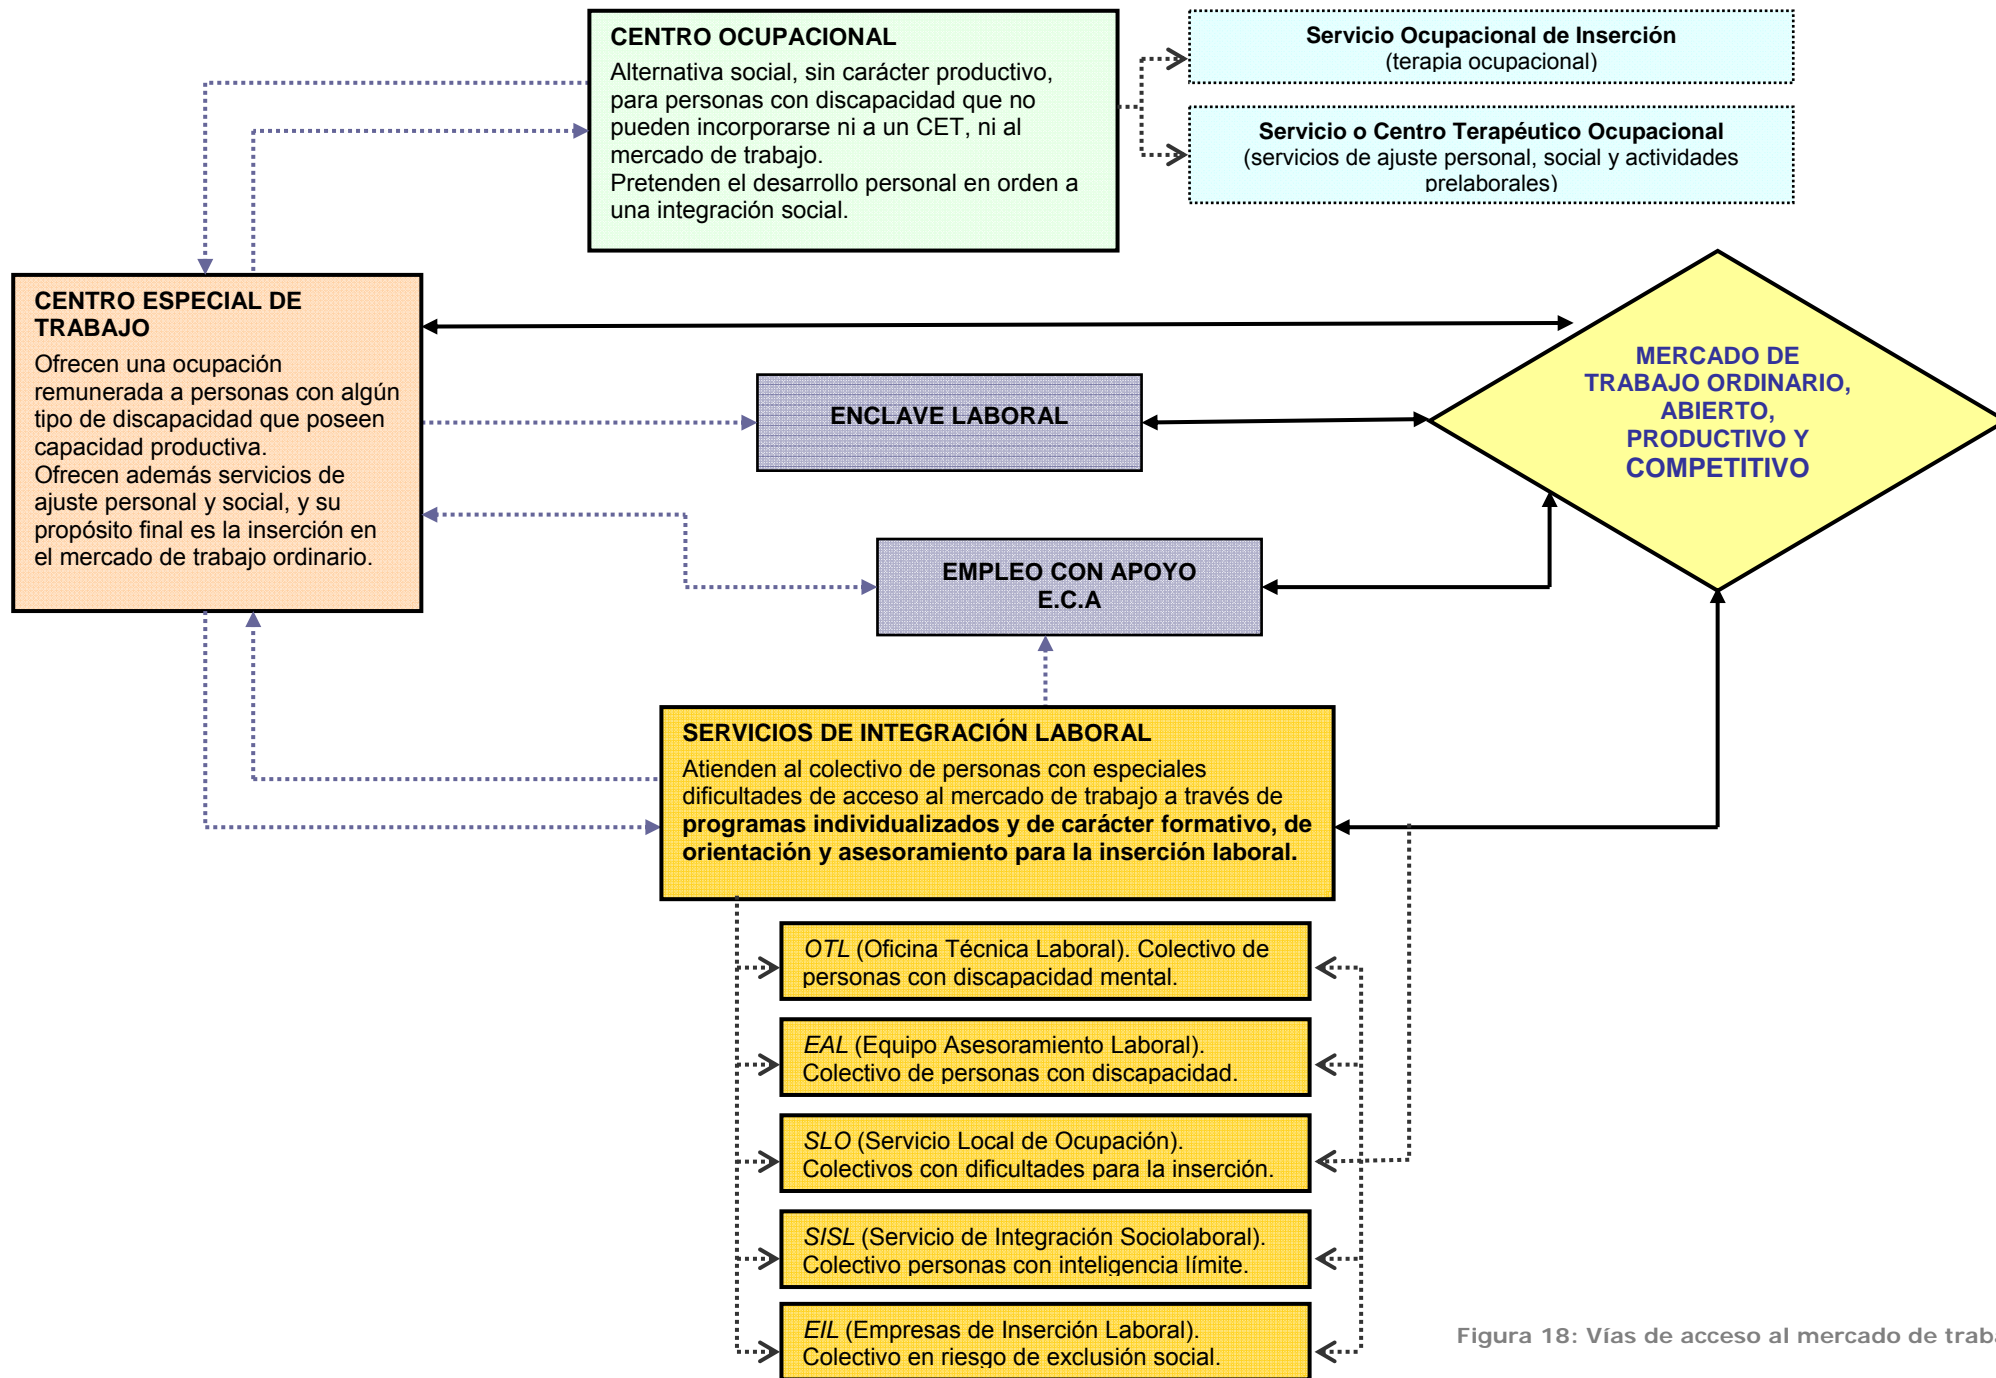 CENTRO OCUPACIONAL
Alternativa social, sin carácter productivo,
para personas con discapacidad que no
pueden incorporarse ni a un CET, ni al
mercado de trabajo.
Pretenden el desarrollo personal en orden a
una integración social.
Servicio Ocupacional de Inserción
(terapia ocupacional)
Servicio o Centro Terapéutico Ocupacional
(servicios de ajuste personal, social y actividades
prelaborales)
CENTRO ESPECIAL DE
TRABAJO
Ofrecen una ocupación
remunerada a personas con algún
tipo de discapacidad que poseen
capacidad productiva.
Ofrecen además servicios de
ajuste personal y social, y su
propósito final es la inserción en
el mercado de trabajo ordinario.
MERCADO DE
TRABAJO ORDINARIO,
ABIERTO,
PRODUCTIVO Y
COMPETITIVO
ENCLAVE LABORAL
EMPLEO CON APOYO
E.C.A
SERVICIOS DE INTEGRACIÓN LABORAL
Atienden al colectivo de personas con especiales
dificultades de acceso al mercado de trabajo a través de
programas individualizados y de carácter formativo, de
orientación y asesoramiento para la inserción laboral.
OTL (Oficina Técnica Laboral). Colectivo de
personas con discapacidad mental.
EAL (Equipo Asesoramiento Laboral).
Colectivo de personas con discapacidad.
SLO (Servicio Local de Ocupación).
Colectivos con dificultades para la inserción.
SISL (Servicio de Integración Sociolaboral).
Colectivo personas con inteligencia límite.
EIL (Empresas de Inserción Laboral).
Colectivo en riesgo de exclusión social.
Figura 18: Vías de acceso al mercado de